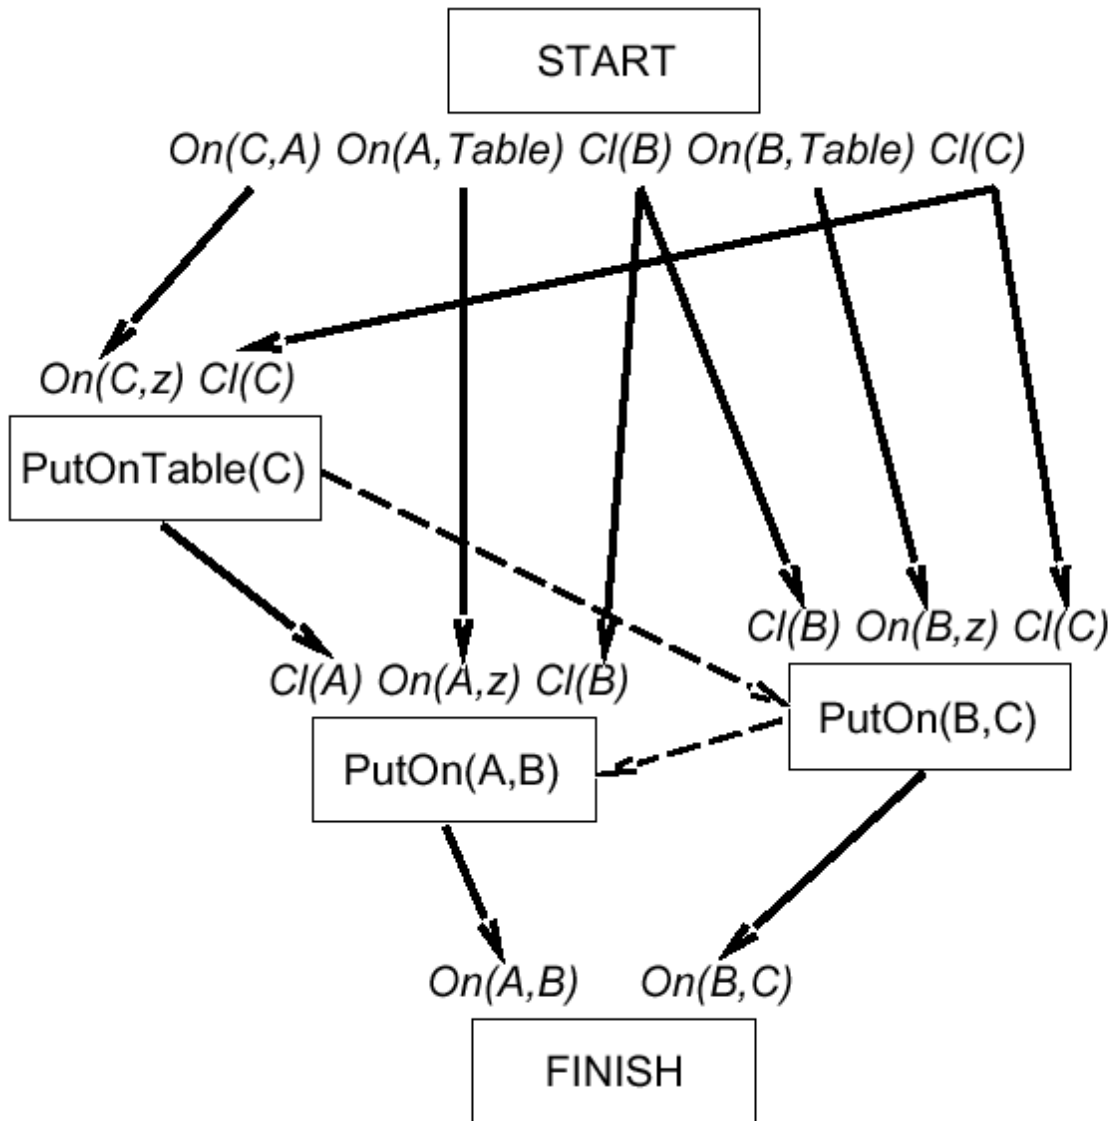 START
On(C,A) On(A,Table) Cl(B) On(B,Table) Cl(C)
On(C,z) Cl(C)
PutOnTable(C)
Cl(B) On(B,z) Cl(C)
Cl(A) On(A,z) Cl(B)
PutOn(B,C)
PutOn(A,B)
On(A,B) On(B,C)
FINISH